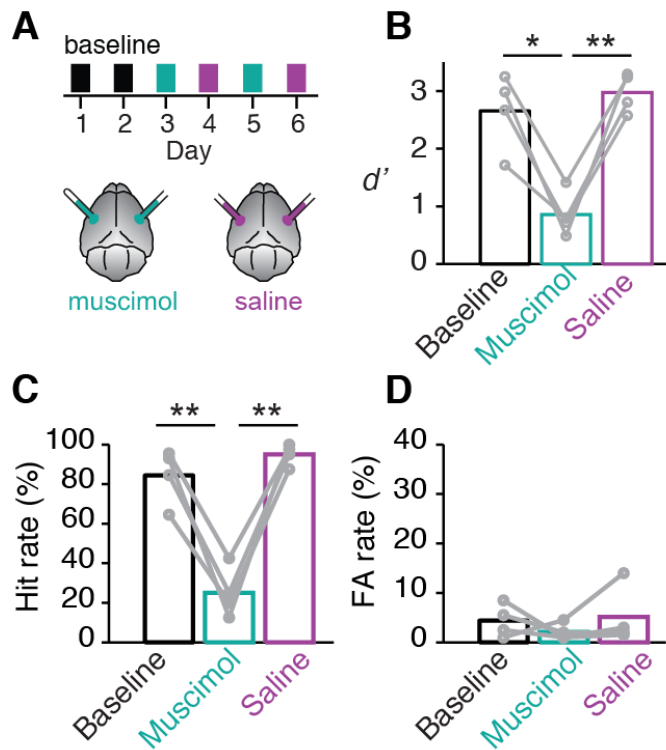 A
baseline
1 2 3 4 5 6
Day
muscimol saline
B
* **
3
2
d'
1
0
Baseline Muscimol Saline
C
** **
100
80
60
40
20
0
Hit rate (%)
Baseline Muscimol Saline
D
40
30
20
10
0
FA rate (%)
Baseline Muscimol Saline